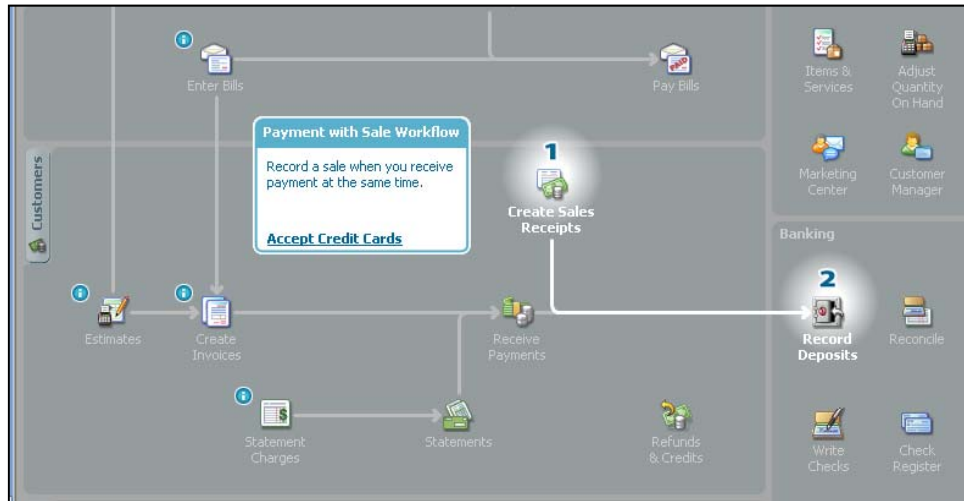 Enter Bills
Pay Bills
Items &
Services
Adjust
Quantity
On Hand
Payment with Sale Workflow
Record a sale when you receive
payment at the same time.
Accept Credit Cards
1
Create Sales
Receipts
Marketing
Center
Customer
Manager
Customers
Banking
2
Record
Deposits
Reconcile
Estimates
Create
Invoices
Receive
Payments
Statement
Charges
Statements
Refunds
& Credits
Write
Checks
Check
Register